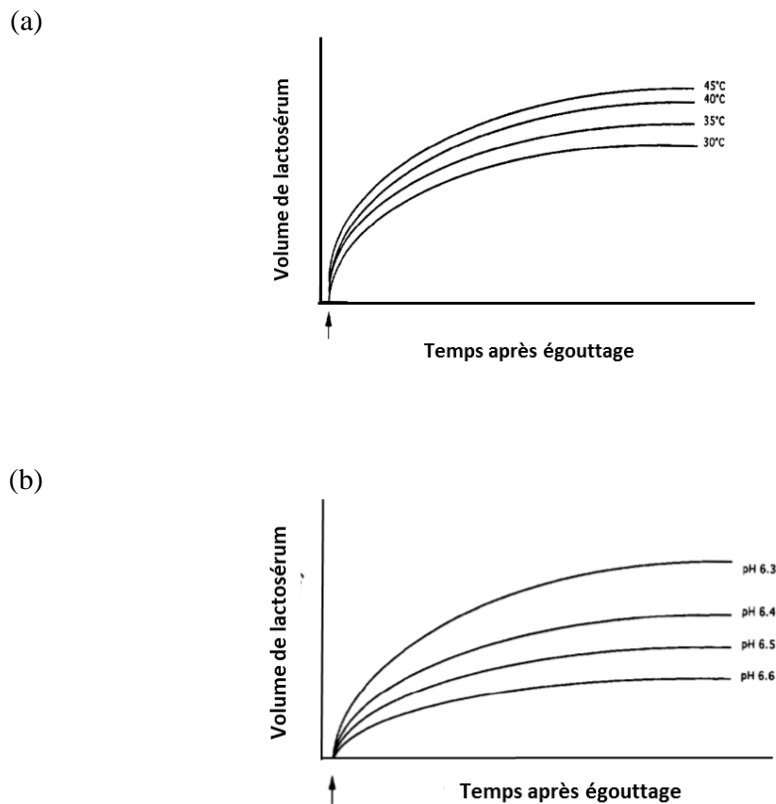 (a)
Volume de lactosérum
45°C
40°C
35°C
30°C
Temps après égouttage
(b)
Volume de lactosérum
pH 6.3
pH 6.4
pH 6.5
pH 6.6
Temps après égouttage